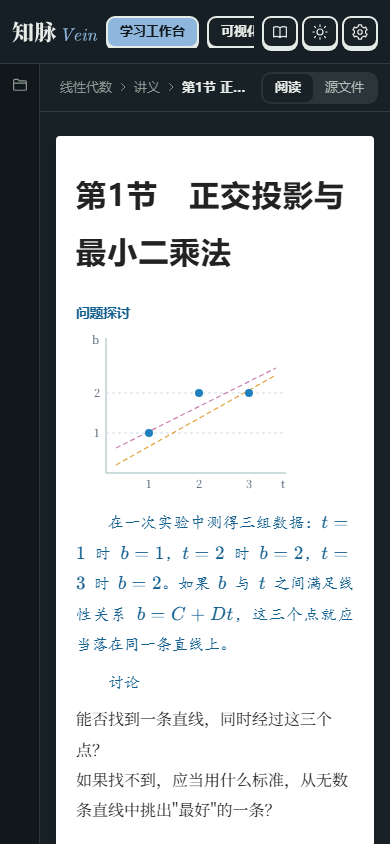 知脉 Vein
学习工作台
线性代数 > 讲义 > 第1节 正...
阅读 源文件
第1节　正交投影与
最小二乘法
问题探讨
b
2
1
1 2 3 t
在一次实验中测得三组数据：t =
1 时 b = 1，t = 2 时 b = 2，t =
3 时 b = 2。如果 b 与 t 之间满足线
性关系 b = C + Dt，这三个点就应
当落在同一条直线上。
讨论
能否找到一条直线，同时经过这三个
点？
如果找不到，应当用什么标准，从无数
条直线中挑出"最好"的一条？